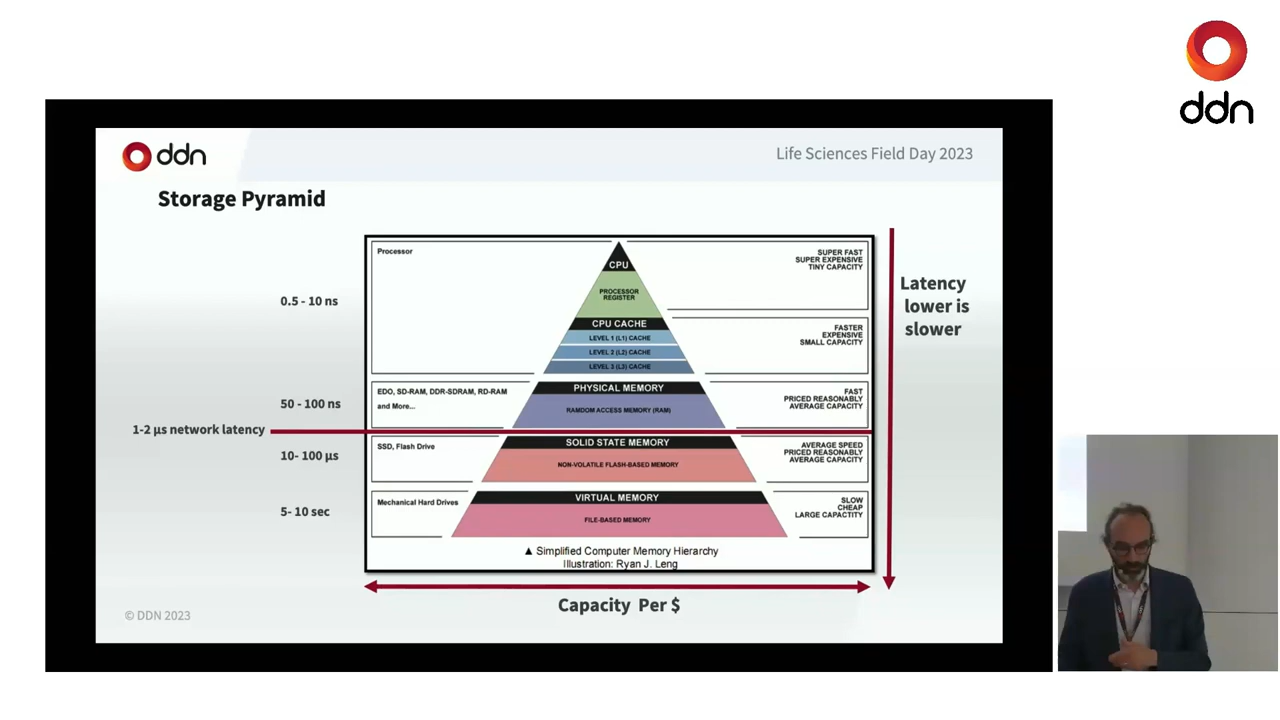 ddn
ddn
Life Sciences Field Day 2023
Storage Pyramid
Processor
CPU
SUPER FAST
SUPER EXPENSIVE
TINY CAPACITY
Latency
lower is
slower
0.5 - 10 ns
PROCESSOR
REGISTER
CPU CACHE
LEVEL 1 (L1) CACHE
LEVEL 2 (L2) CACHE
LEVEL 3 (L3) CACHE
FASTER
EXPENSIVE
SMALL CAPACITY
50 - 100 ns
EDO, SD-RAM, DDR-SDRAM, RD-RAM
and More...
PHYSICAL MEMORY
RAMDOM ACCESS MEMORY (RAM)
FAST
PRICED REASONABLY
AVERAGE CAPACITY
1-2 µs network latency
10- 100 µs
SSD, Flash Drive
SOLID STATE MEMORY
NON-VOLATILE FLASH-BASED MEMORY
AVERAGE SPEED
PRICED REASONABLY
AVERAGE CAPACITY
5- 10 sec
Mechanical Hard Drives
VIRTUAL MEMORY
FILE-BASED MEMORY
SLOW
CHEAP
LARGE CAPACTITY
▲ Simplified Computer Memory Hierarchy
Illustration: Ryan J. Leng
Capacity Per $
© DDN 2023